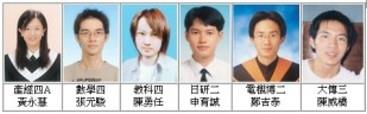 產經四A 數學四 教科四 日研二 電機博二 大傳三
黃永慧 張元駿 陳勇任 申育誠 鄭吉泰 陳威橋